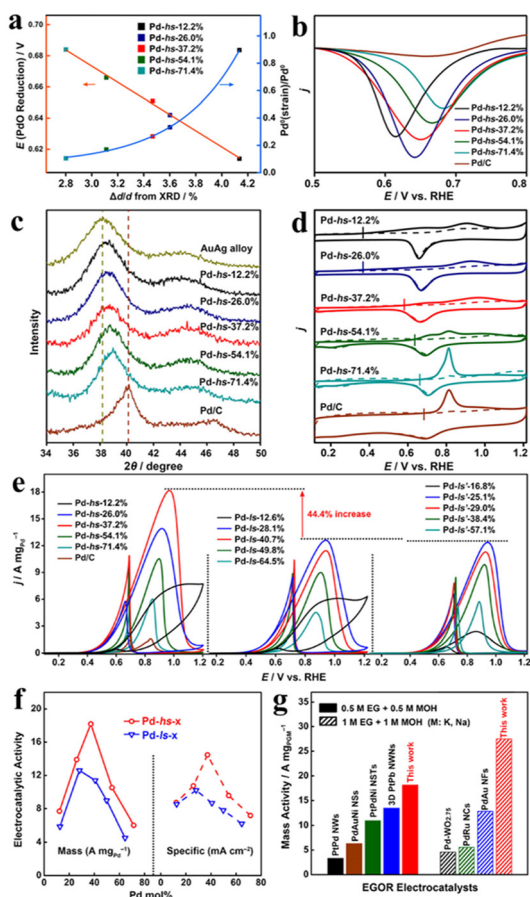 a
E (PdO Reduction) / V
0.70
0.68
0.66
0.64
0.62
Pd-hs-12.2%
Pd-hs-26.0%
Pd-hs-37.2%
Pd-hs-54.1%
Pd-hs-71.4%
1.0
0.8
0.6
0.4
0.2
0.0
Pd⁰(strain)/Pd⁰
2.8 3.0 3.2 3.4 3.6 3.8 4.0 4.2
Δd/d from XRD / %
b
j
Pd-hs-12.2%
Pd-hs-26.0%
Pd-hs-37.2%
Pd-hs-54.1%
Pd-hs-71.4%
Pd/C
0.5 0.6 0.7 0.8
E / V vs. RHE
c
Intensity
AuAg alloy
Pd-hs-12.2%
Pd-hs-26.0%
Pd-hs-37.2%
Pd-hs-54.1%
Pd-hs-71.4%
Pd/C
34 36 38 40 42 44 46 48 50
2θ / degree
d
Pd-hs-12.2%
Pd-hs-26.0%
Pd-hs-37.2%
Pd-hs-54.1%
Pd-hs-71.4%
Pd/C
j
0.2 0.4 0.6 0.8 1.0 1.2
E / V vs. RHE
e
j / A mgPd⁻¹
18
15
12
9
6
3
0
Pd-hs-12.2%
Pd-hs-26.0%
Pd-hs-37.2%
Pd-hs-54.1%
Pd-hs-71.4%
Pd/C
Pd-ls-12.6%
Pd-ls-28.1%
Pd-ls-40.7%
Pd-ls-49.8%
Pd-ls-64.5%
44.4% increase
Pd-ls'-16.8%
Pd-ls'-25.1%
Pd-ls'-29.0%
Pd-ls'-38.4%
Pd-ls'-57.1%
0.2 0.4 0.6 0.8 1.0 1.2 0.2 0.4 0.6 0.8 1.0 1.2 0.2 0.4 0.6 0.8 1.0 1.2
E / V vs. RHE
f
Electrocatalytic Activity
20
16
12
8
4
0
Pd-hs-x
Pd-ls-x
Mass (A mgPd⁻¹)
Specific (mA cm⁻²)
0 20 40 60 0 20 40 60 80
Pd mol%
g
Mass Activity / A mgPGM⁻¹
30
25
20
15
10
5
0
0.5 M EG + 0.5 M MOH
1 M EG + 1 M MOH (M: K, Na)
PtPd NWs
PdAuNi NSs
PtPdNi NSTs
3D PtPb NWNs
This work
Pd-WO2.75
PdRu NCs
PdAu NFs
This work
EGOR Electrocatalysts